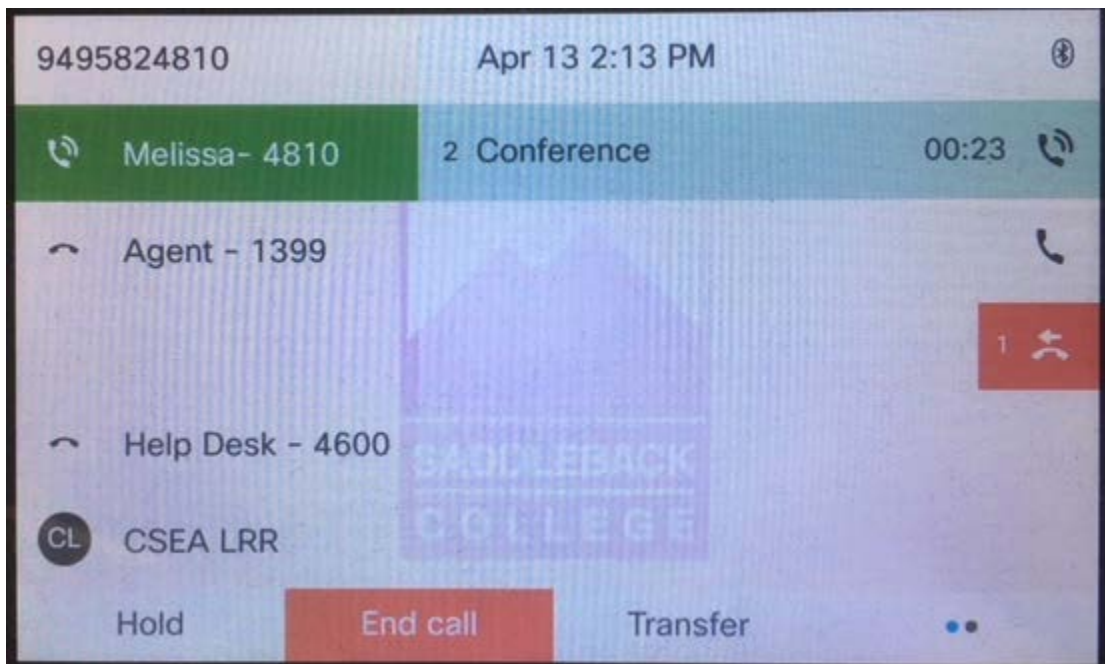 9495824810 Apr 13 2:13 PM
Melissa- 4810 2 Conference 00:23
Agent - 1399
1
Help Desk - 4600
SADDLEBACK
COLLEGE
CL CSEA LRR
Hold End call Transfer